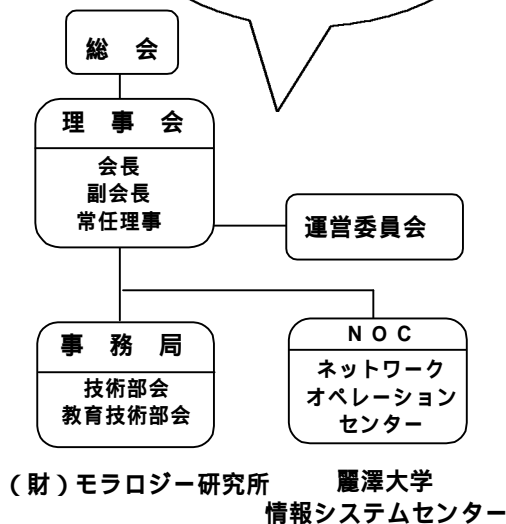 総 会
理 事 会
会長
副会長
常任理事
運営委員会
事 務 局
技術部会
教育技術部会
N O C
ネットワーク
オペレーション
センター
(財)モラロジー研究所
麗澤大学
情報システムセンター